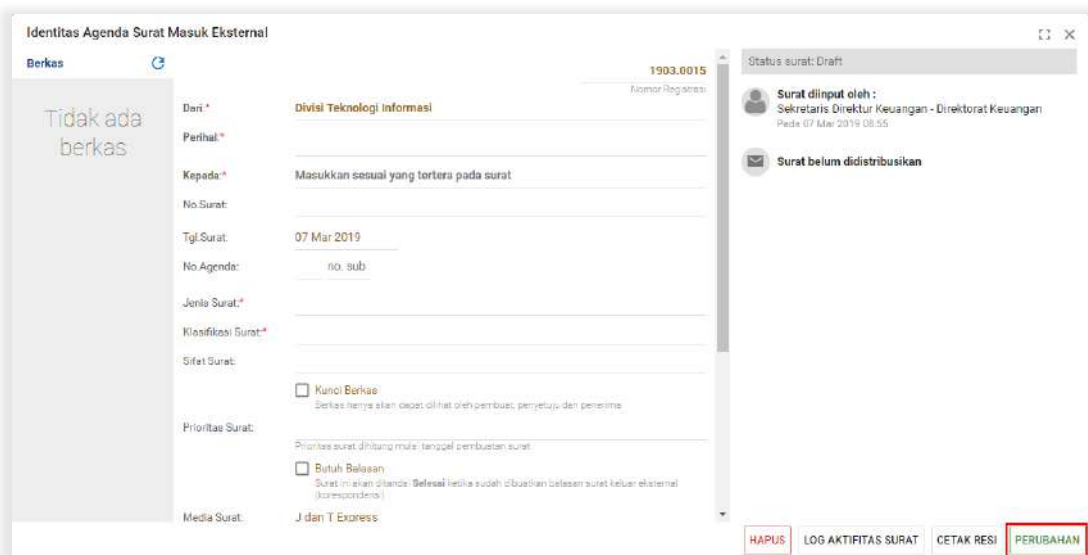 Identitas Agenda Surat Masuk Eksternal
Berkas
Tidak ada
berkas
1903.0015
Nomor Registrasi
Dari:*
Divisi Teknologi Informasi
Perihal:*
Kepada:*
Masukkan sesuai yang tertera pada surat
No.Surat:
Tgl.Surat:
07 Mar 2019
No.Agenda:
no. sub
Jenis Surat:*
Klasifikasi Surat:*
Sifat Surat:
Kunci Berkas
Berkas hanya akan dapat dilihat oleh pembuat, penyetuju dan penerima
Prioritas Surat:
Prioritas surat dihitung mulai tanggal pembuatan surat
Butuh Balasan
Surat ini akan ditandai Selesai ketika sudah dibuatkan balasan surat keluar eksternal
(korespondensi)
Media Surat:
J dan T Express
Status surat: Draft
Surat diinput oleh :
Sekretaris Direktur Keuangan - Direktorat Keuangan
Pada 07 Mar 2019 08.55
Surat belum didistribusikan
HAPUS
LOG AKTIFITAS SURAT
CETAK RESI
PERUBAHAN